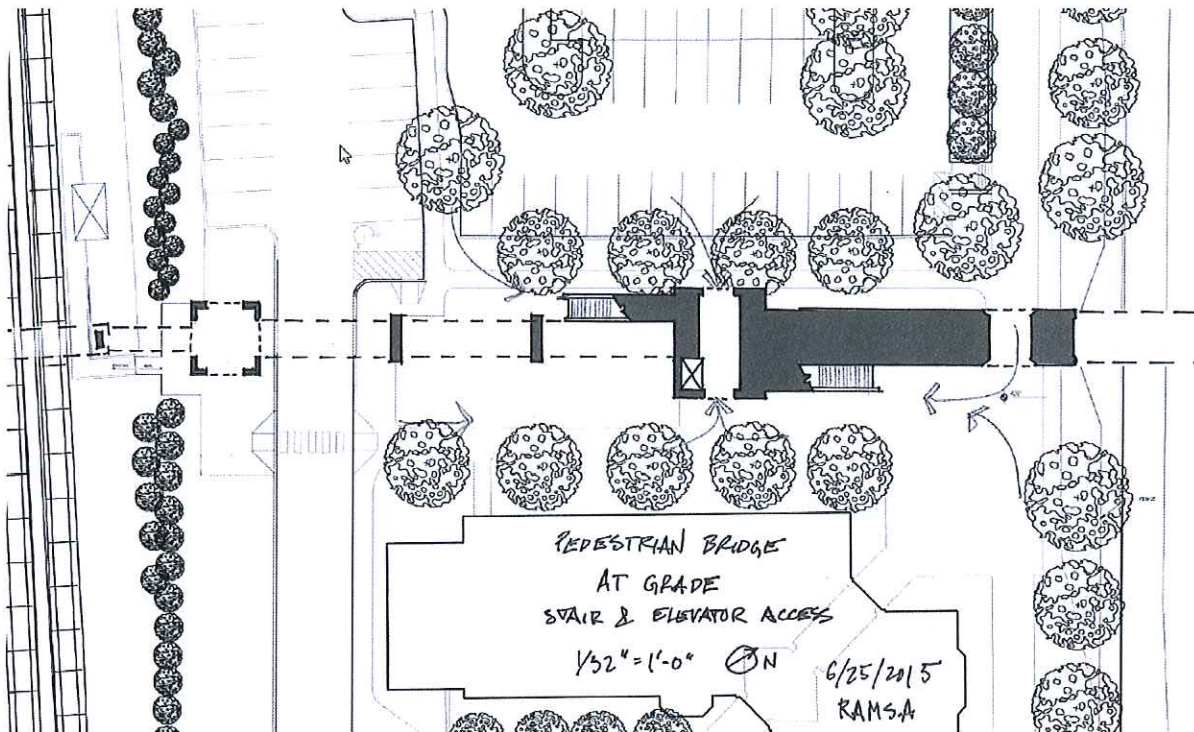 PEDESTRIAN BRIDGE
AT GRADE
STAIR & ELEVATOR ACCESS
1/32" = 1'-0" N
6/25/2015
RAMSA